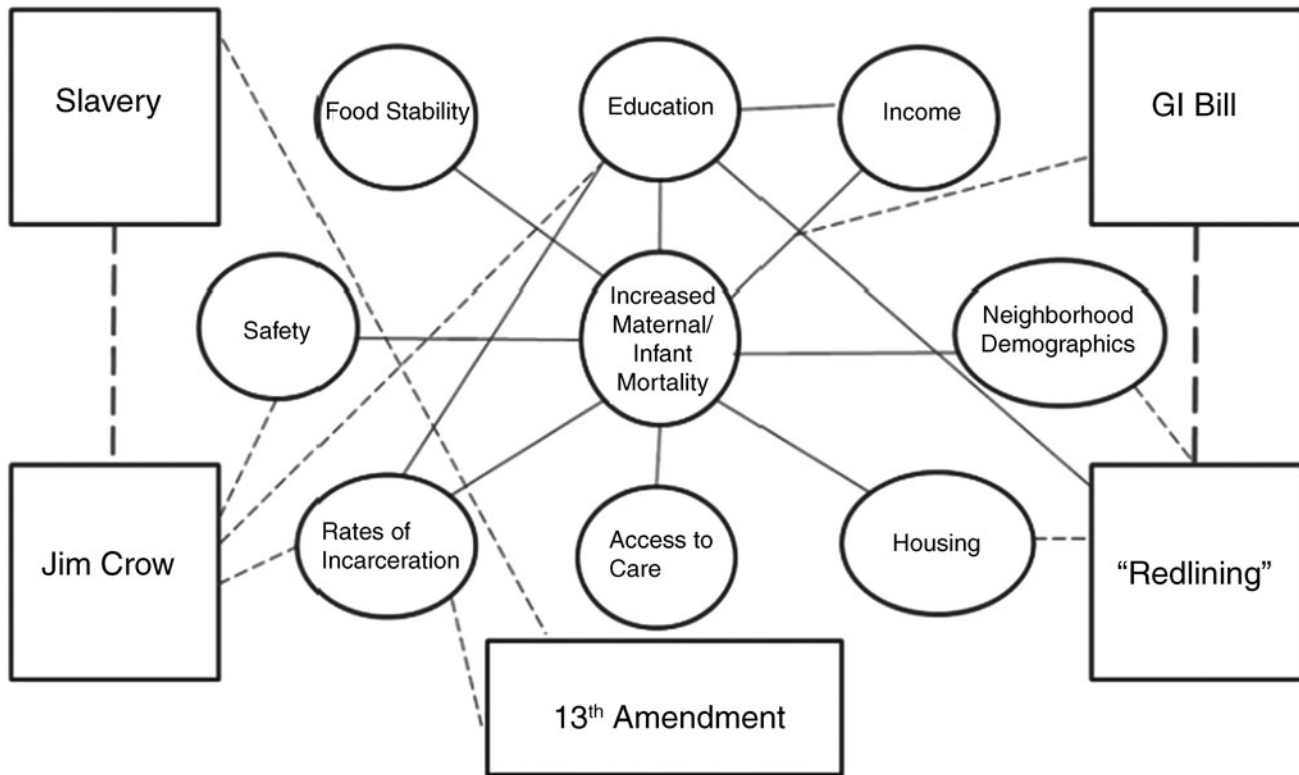 Slavery
Food Stability
Education
Income
GI Bill
Safety
Increased
Maternal/
Infant
Mortality
Neighborhood
Demographics
Jim Crow
Rates of
Incarceration
Access to
Care
Housing
“Redlining”
13th Amendment